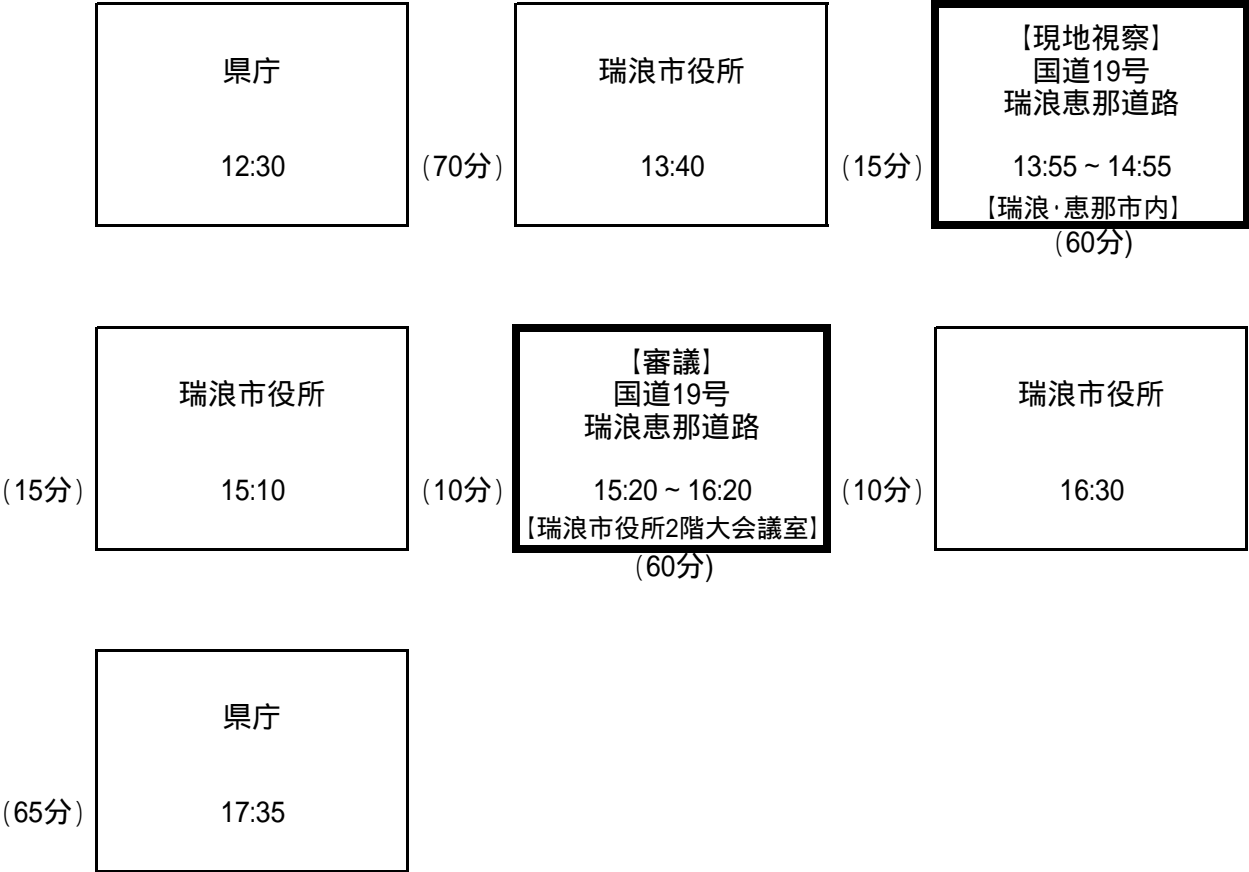 県庁
12:30
(70分)
瑞浪市役所
13:40
(15分)
【現地視察】
国道19号
瑞浪恵那道路
13:55 ~ 14:55
【瑞浪・恵那市内】
(60分)
(15分)
瑞浪市役所
15:10
(10分)
【審議】
国道19号
瑞浪恵那道路
15:20 ~ 16:20
【瑞浪市役所2階大会議室】
(60分)
(10分)
瑞浪市役所
16:30
(65分)
県庁
17:35